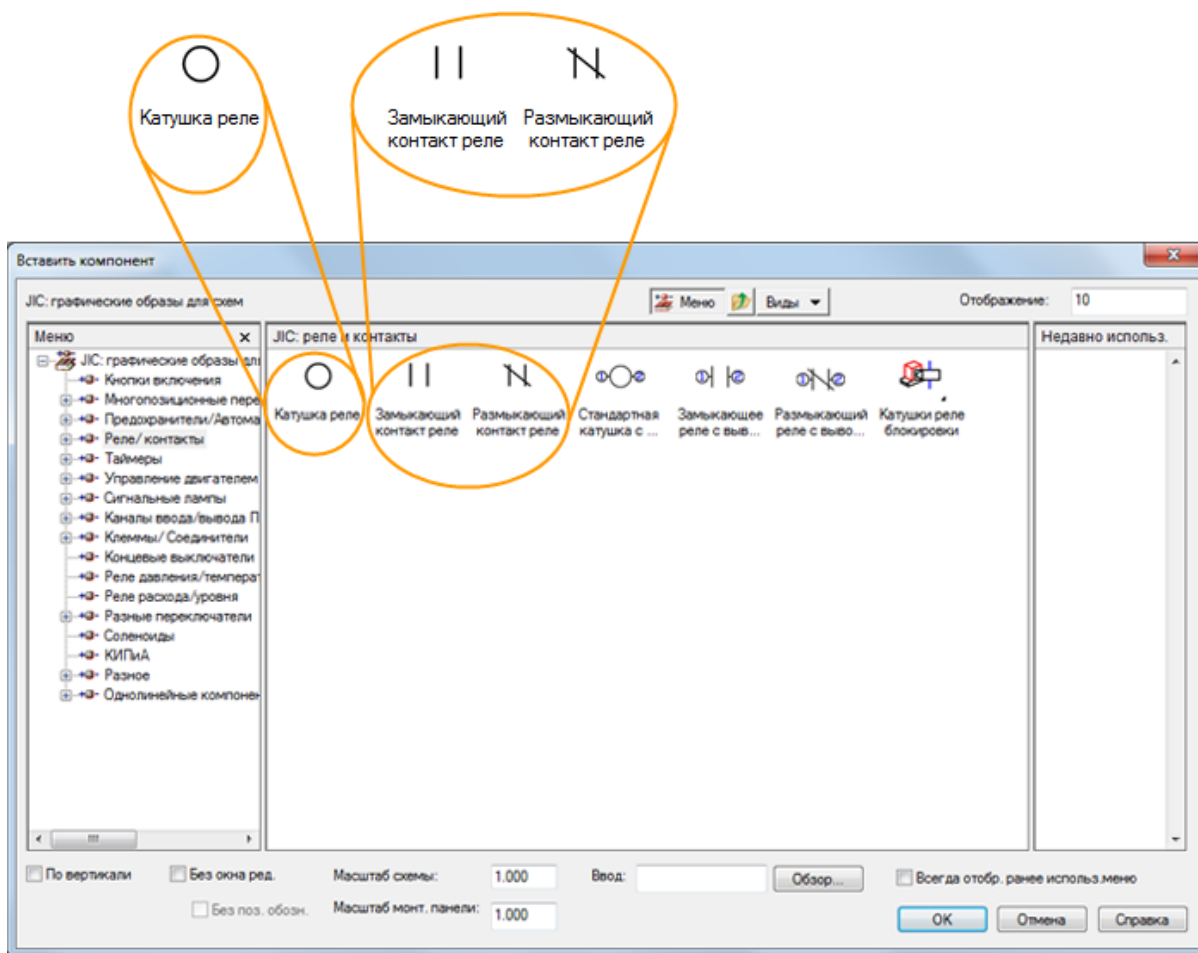 Катушка реле
Замыкающий Размыкающий
контакт реле контакт реле
Вставить компонент
JIC: графические образы для схем
Меню
Виды
Отображение: 10
Меню
JIC: реле и контакты
Недавно использ.
JIC: графические образы для
Кнопки включения
Многопозиционные пере
Предохранители/Автома
Реле/ контакты
Таймеры
Управление двигателем
Сигнальные лампы
Каналы ввода/вывода П
Клеммы/ Соединители
Концевые выключатели
Реле давления/температ
Реле расхода/уровня
Разные переключатели
Соленоиды
КИПиА
Разное
Однолинейные компонен
Катушка реле
Замыкающий
контакт реле
Размыкающий
контакт реле
Стандартная
катушка с ...
Замыкающее
реле с выв...
Размыкающий
реле с выво...
Катушки реле
блокировки
По вертикали
Без окна ред.
Масштаб схемы: 1.000
Ввод:
Обзор...
Всегда отобр. ранее использ.меню
Без поз. обозн.
Масштаб монт. панели: 1.000
OK
Отмена
Справка